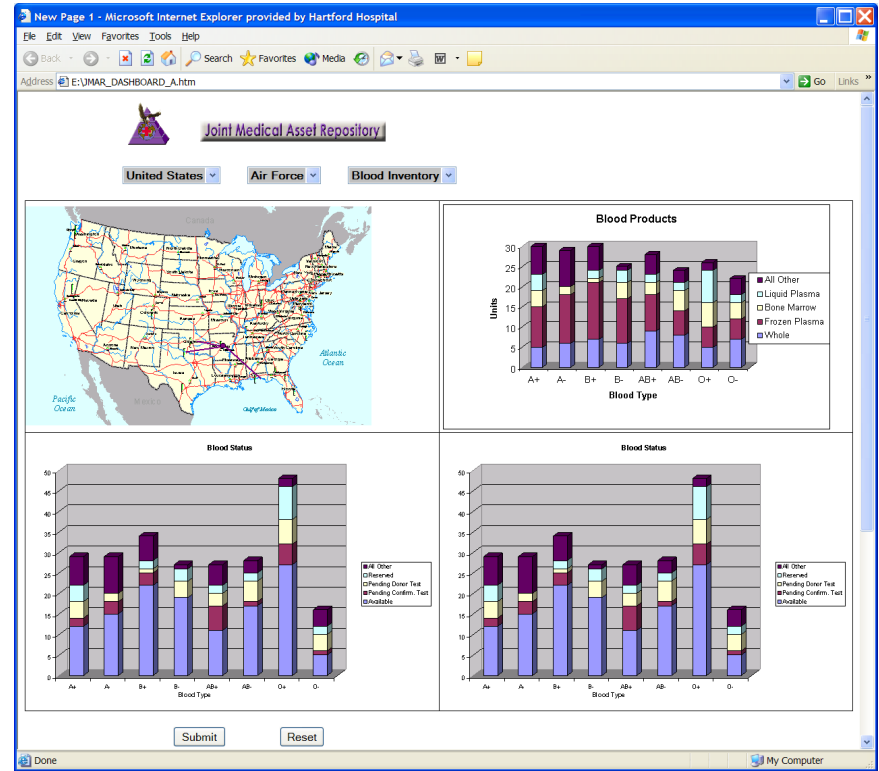 New Page 1 - Microsoft Internet Explorer provided by Hartford Hospital
File Edit View Favorites Tools Help
Back Search Favorites Media
Address E:\JMAR_DASHBOARD_A.htm Go Links »
Joint Medical Asset Repository
United States Air Force Blood Inventory
Canada
Washington
Atlantic
Ocean
Pacific
Ocean
Mexico
Gulf of Mexico
Blood Products
30
25
20
15
10
5
0
Units
A+ A- B+ B- AB+ AB- O+ O-
Blood Type
All Other
Liquid Plasma
Bone Marrow
Frozen Plasma
Whole
Blood Status
50
45
40
35
30
25
20
15
10
5
0
A+ A- B+ B- AB+ AB- O+ O-
Blood Type
All Other
Reserved
Pending Donor Test
Pending Confirm. Test
Available
Blood Status
50
45
40
35
30
25
20
15
10
5
0
A+ A- B+ B- AB+ AB- O+ O-
Blood Type
All Other
Reserved
Pending Donor Test
Pending Confirm. Test
Available
Submit Reset
Done My Computer